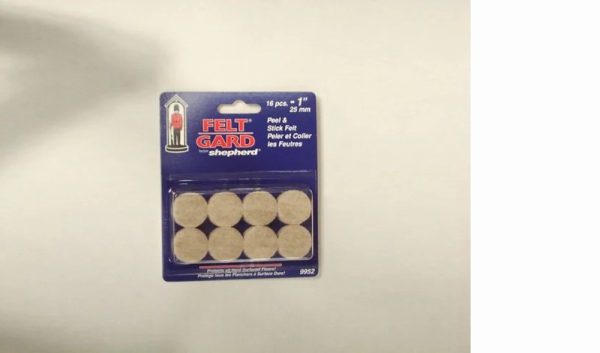 16 pcs. - 1"
25 mm
Peel &
Stick Felt
Peler et Coller
les Feutres
FELT®
GARD
shepherd®
Protects all Hard Surfaced Floors!
Protège tous les Planchers à Surface Dure!
9952